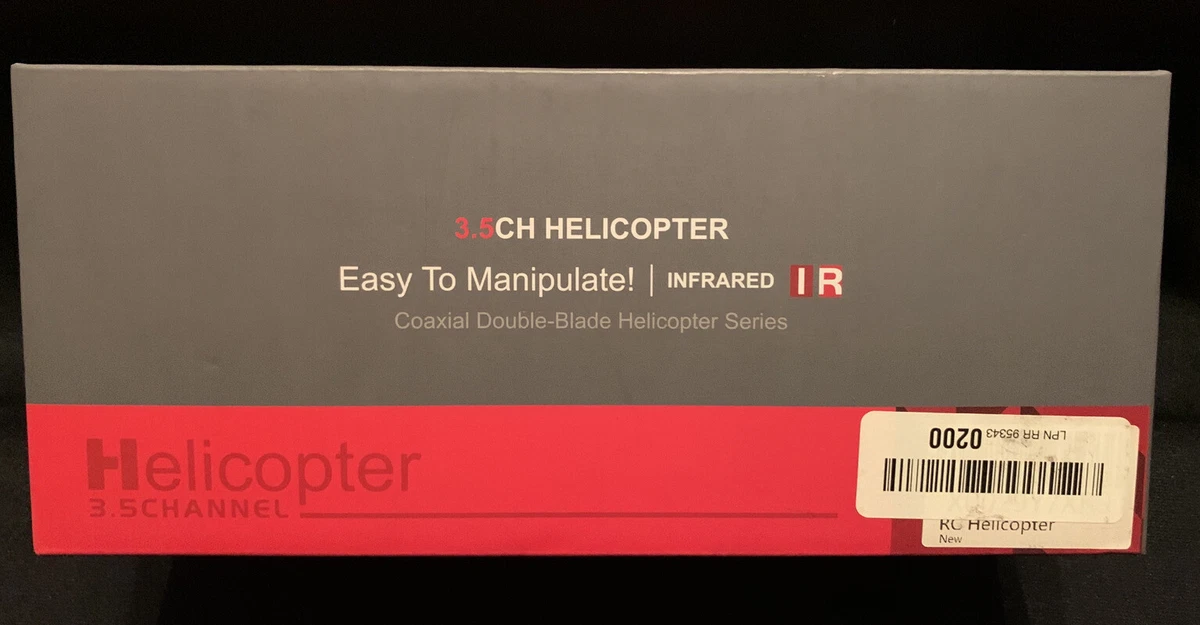 3.5CH HELICOPTER
Easy To Manipulate! | INFRARED IR
Coaxial Double-Blade Helicopter Series
Helicopter
3.5CHANNEL
LPN RR 95343 0200
RC Helicopter
New